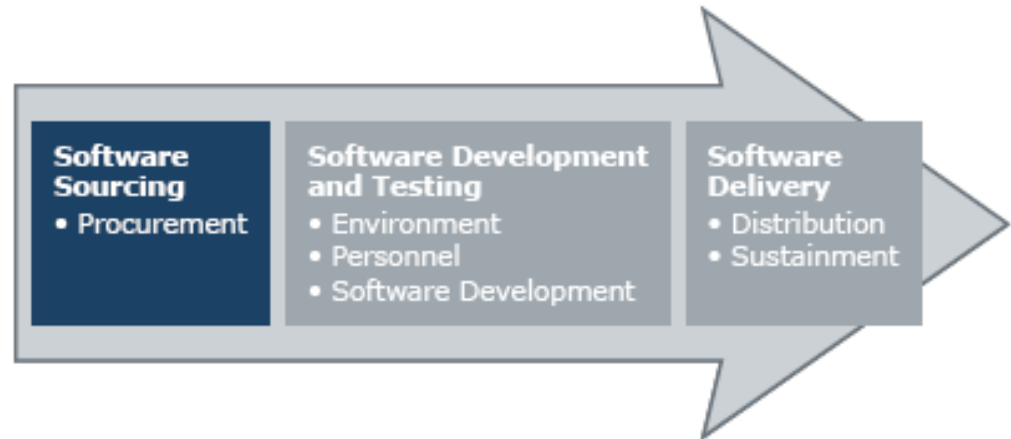 Software
Sourcing
• Procurement
Software Development
and Testing
• Environment
• Personnel
• Software Development
Software
Delivery
• Distribution
• Sustainment